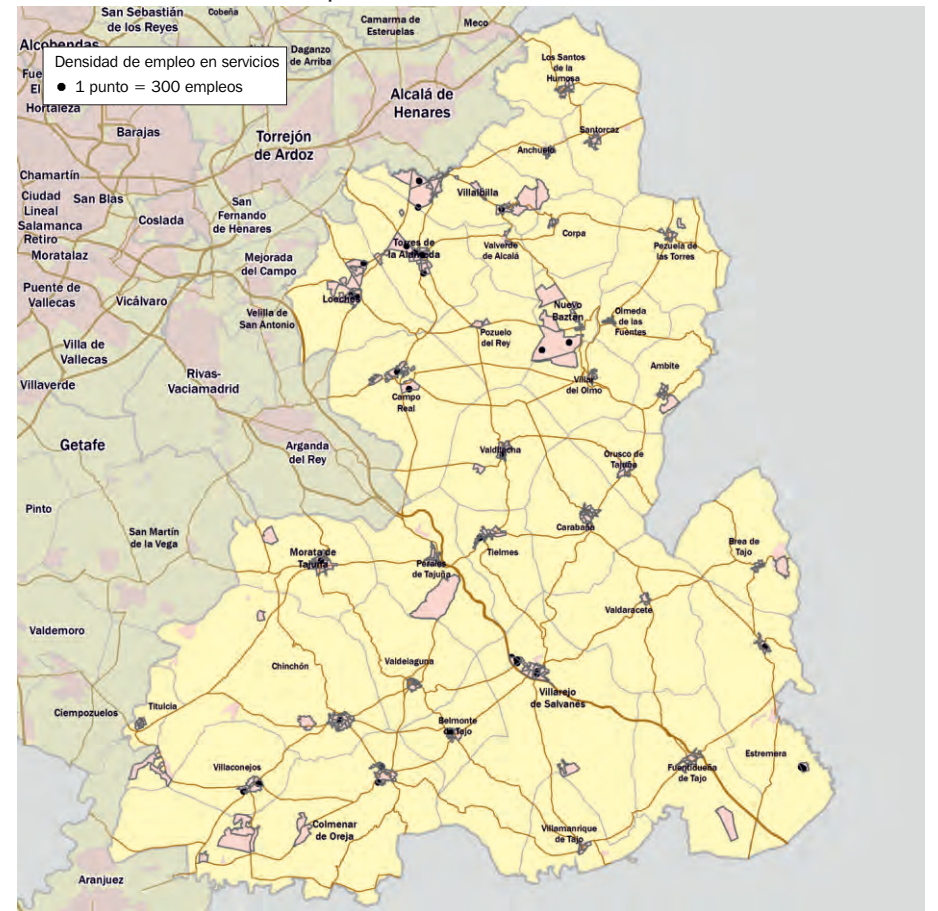 San Sebastián
de los Reyes
Cobeña
Camarma de
Esteruelas
Meco
Alcobendas
Daganzo
de Arriba
Densidad de empleo en servicios
1 punto = 300 empleos
Los Santos
de la
Humosa
Hortaleza
Barajas
Alcalá de
Henares
Torrejón
de Ardoz
Santorcaz
Anchuelo
Chamartín
Ciudad
Lineal
San Blas
Salamanca
Retiro
Moratalaz
Coslada
San
Fernando
de Henares
Villalbilla
Corpa
Torres de
la Alameda
Valverde
de Alcalá
Pezuela de
las Torres
Mejorada
del Campo
Puente de
Vallecas
Vicálvaro
Loeches
Velilla de
San Antonio
Nuevo
Baztán
Olmeda
de las
Fuentes
Pozuelo
del Rey
Villa de
Vallecas
Villaverde
Rivas-
Vaciamadrid
Ambite
Villar
del Olmo
Campo
Real
Getafe
Arganda
del Rey
Valdilecha
Orusco de
Tajuña
Pinto
San Martín
de la Vega
Carabaña
Morata de
Tajuña
Perales
de Tajuña
Tielmes
Brea de
Tajo
Valdaracete
Valdemoro
Chinchón
Valdelaguna
Villarejo
de Salvanés
Ciempozuelos
Titulcia
Belmonte
de Tajo
Villaconejos
Estremera
Fuentidueña
de Tajo
Colmenar
de Oreja
Villamanrique
de Tajo
Aranjuez